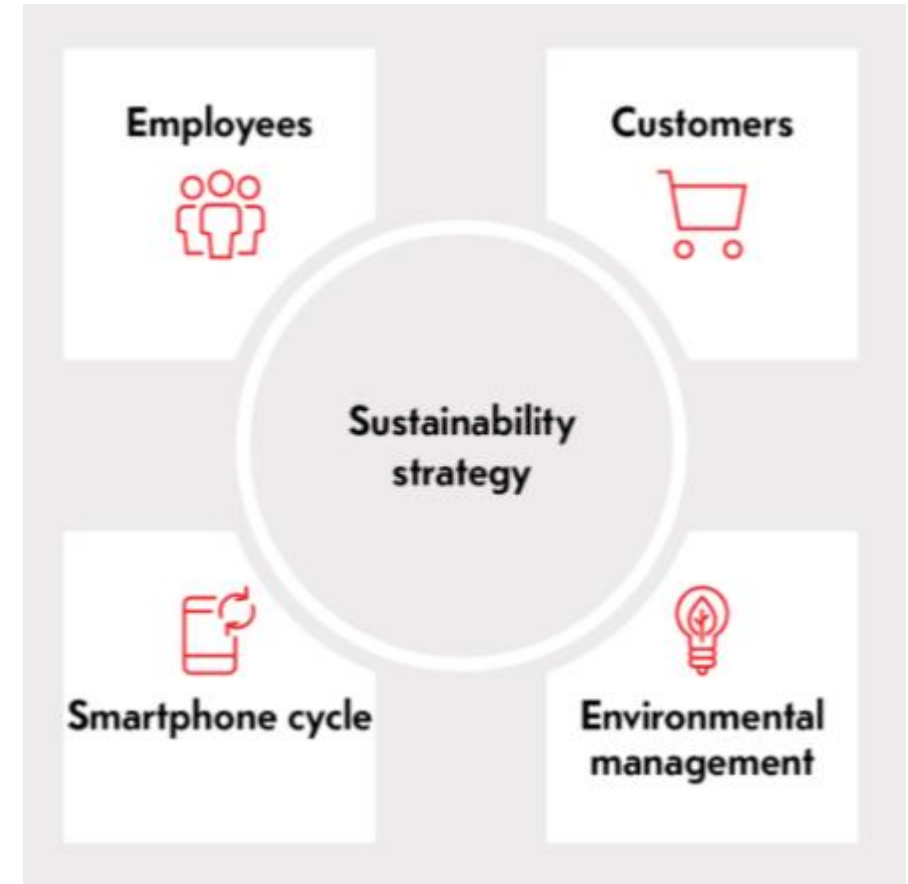 Employees
Customers
Sustainability
strategy
Smartphone cycle
Environmental
management